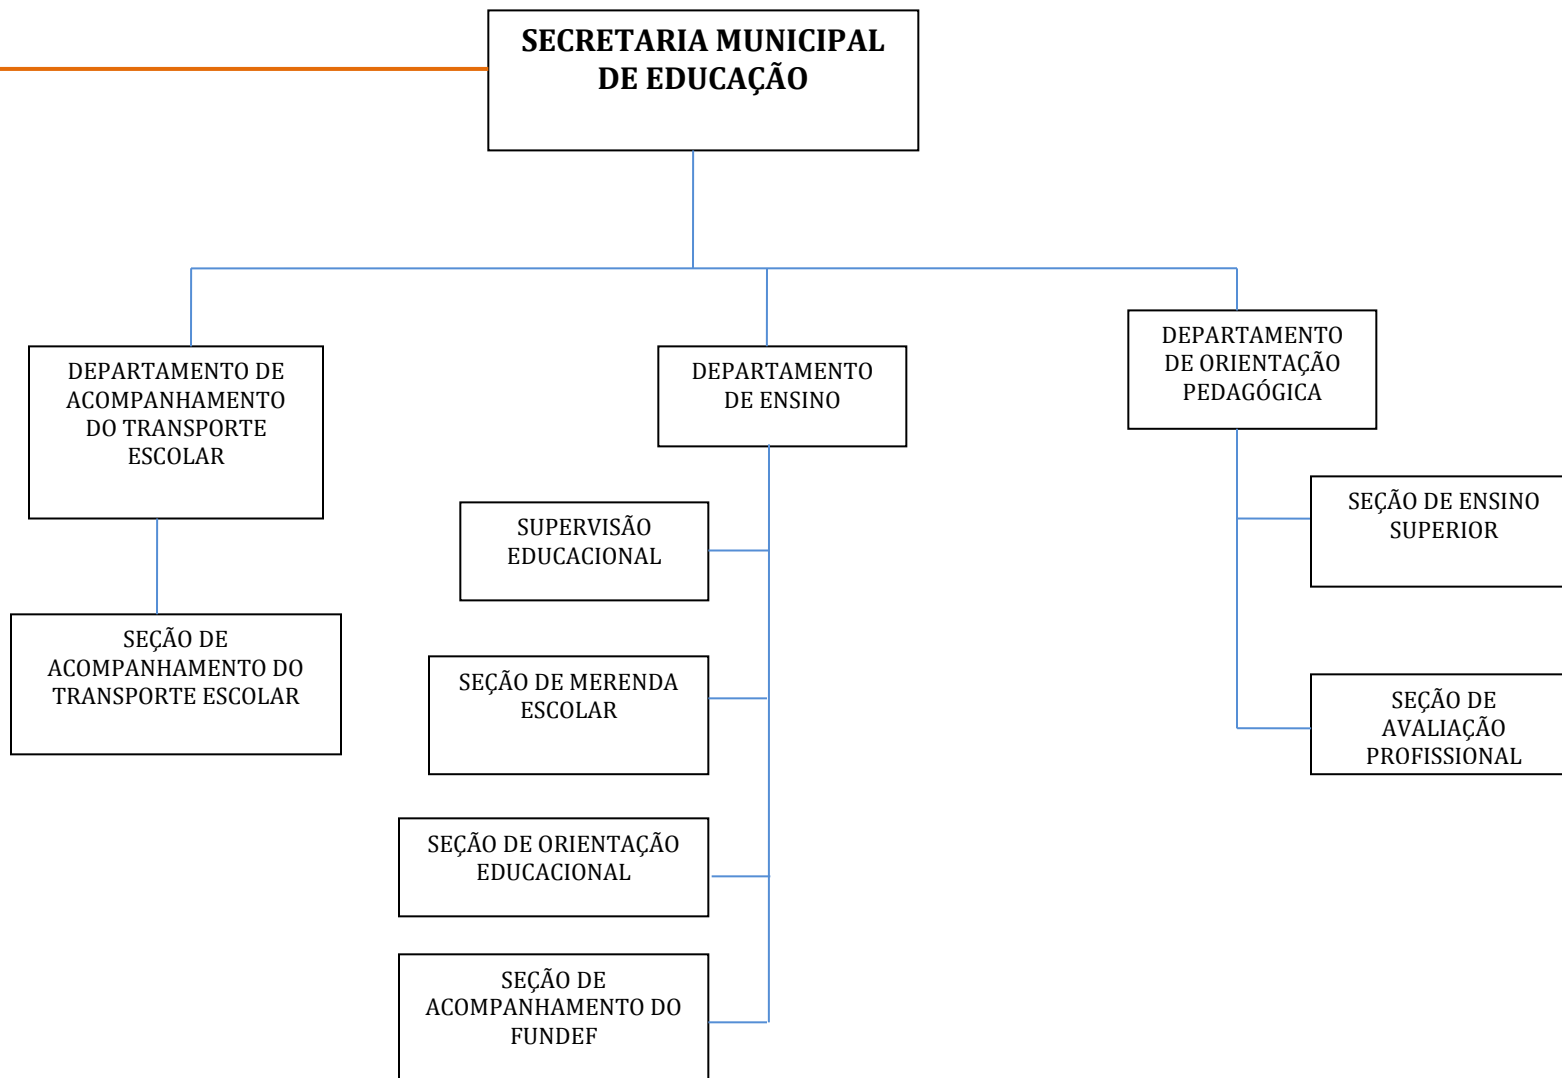 SECRETARIA MUNICIPAL
DE EDUCAÇÃO
DEPARTAMENTO DE
ACOMPANHAMENTO
DO TRANSPORTE
ESCOLAR
SEÇÃO DE
ACOMPANHAMENTO DO
TRANSPORTE ESCOLAR
DEPARTAMENTO
DE ENSINO
SUPERVISÃO
EDUCACIONAL
SEÇÃO DE MERENDA
ESCOLAR
SEÇÃO DE ORIENTAÇÃO
EDUCACIONAL
SEÇÃO DE
ACOMPANHAMENTO DO
FUNDEF
DEPARTAMENTO
DE ORIENTAÇÃO
PEDAGÓGICA
SEÇÃO DE ENSINO
SUPERIOR
SEÇÃO DE
AVALIAÇÃO
PROFISSIONAL